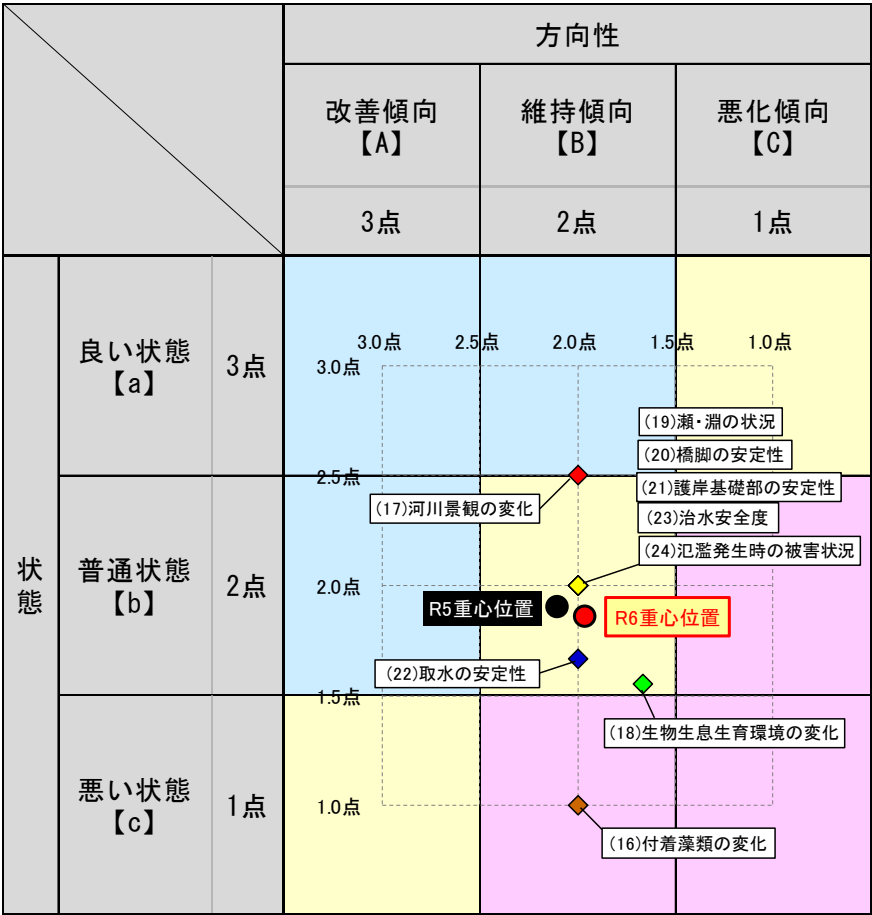 方向性
改善傾向
【A】
維持傾向
【B】
悪化傾向
【C】
3点
2点
1点
状態
良い状態
【a】
3点
普通状態
【b】
2点
悪い状態
【c】
1点
3.0点
2.5点
2.0点
1.5点
1.0点
3.0点
2.5点
2.0点
1.5点
1.0点
(19)瀬・淵の状況
(20)橋脚の安定性
(21)護岸基礎部の安定性
(23)治水安全度
(24)氾濫発生時の被害状況
(17)河川景観の変化
R5重心位置
R6重心位置
(22)取水の安定性
(18)生物生息生育環境の変化
(16)付着藻類の変化